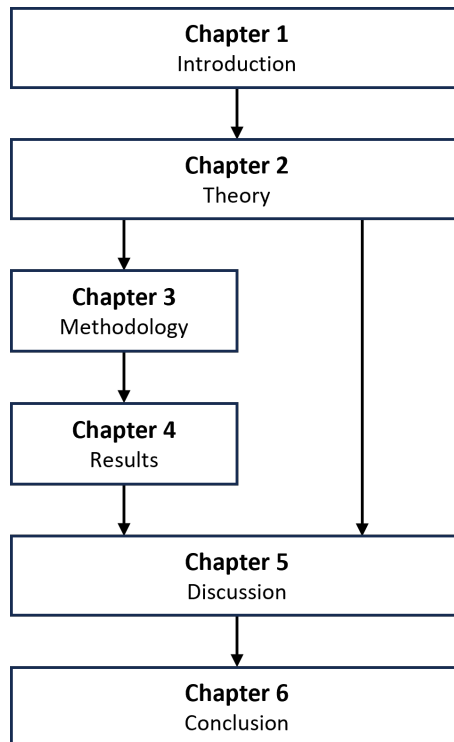 Chapter 1
Introduction
Chapter 2
Theory
Chapter 3
Methodology
Chapter 4
Results
Chapter 5
Discussion
Chapter 6
Conclusion